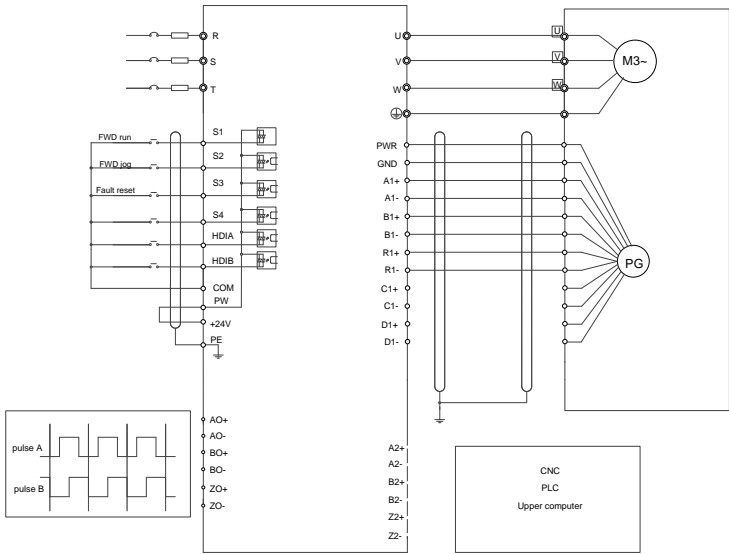 R
S
T
U
V
W
U
V
W
M3~
FWD run
FWD jog
Fault reset
S1
S2
S3
S4
HDIA
HDIB
COM
PW
+24V
PE
PWR
GND
A1+
A1-
B1+
B1-
R1+
R1-
C1+
C1-
D1+
D1-
PG
pulse A
pulse B
AO+
AO-
BO+
BO-
ZO+
ZO-
A2+
A2-
B2+
B2-
Z2+
Z2-
CNC
PLC
Upper computer